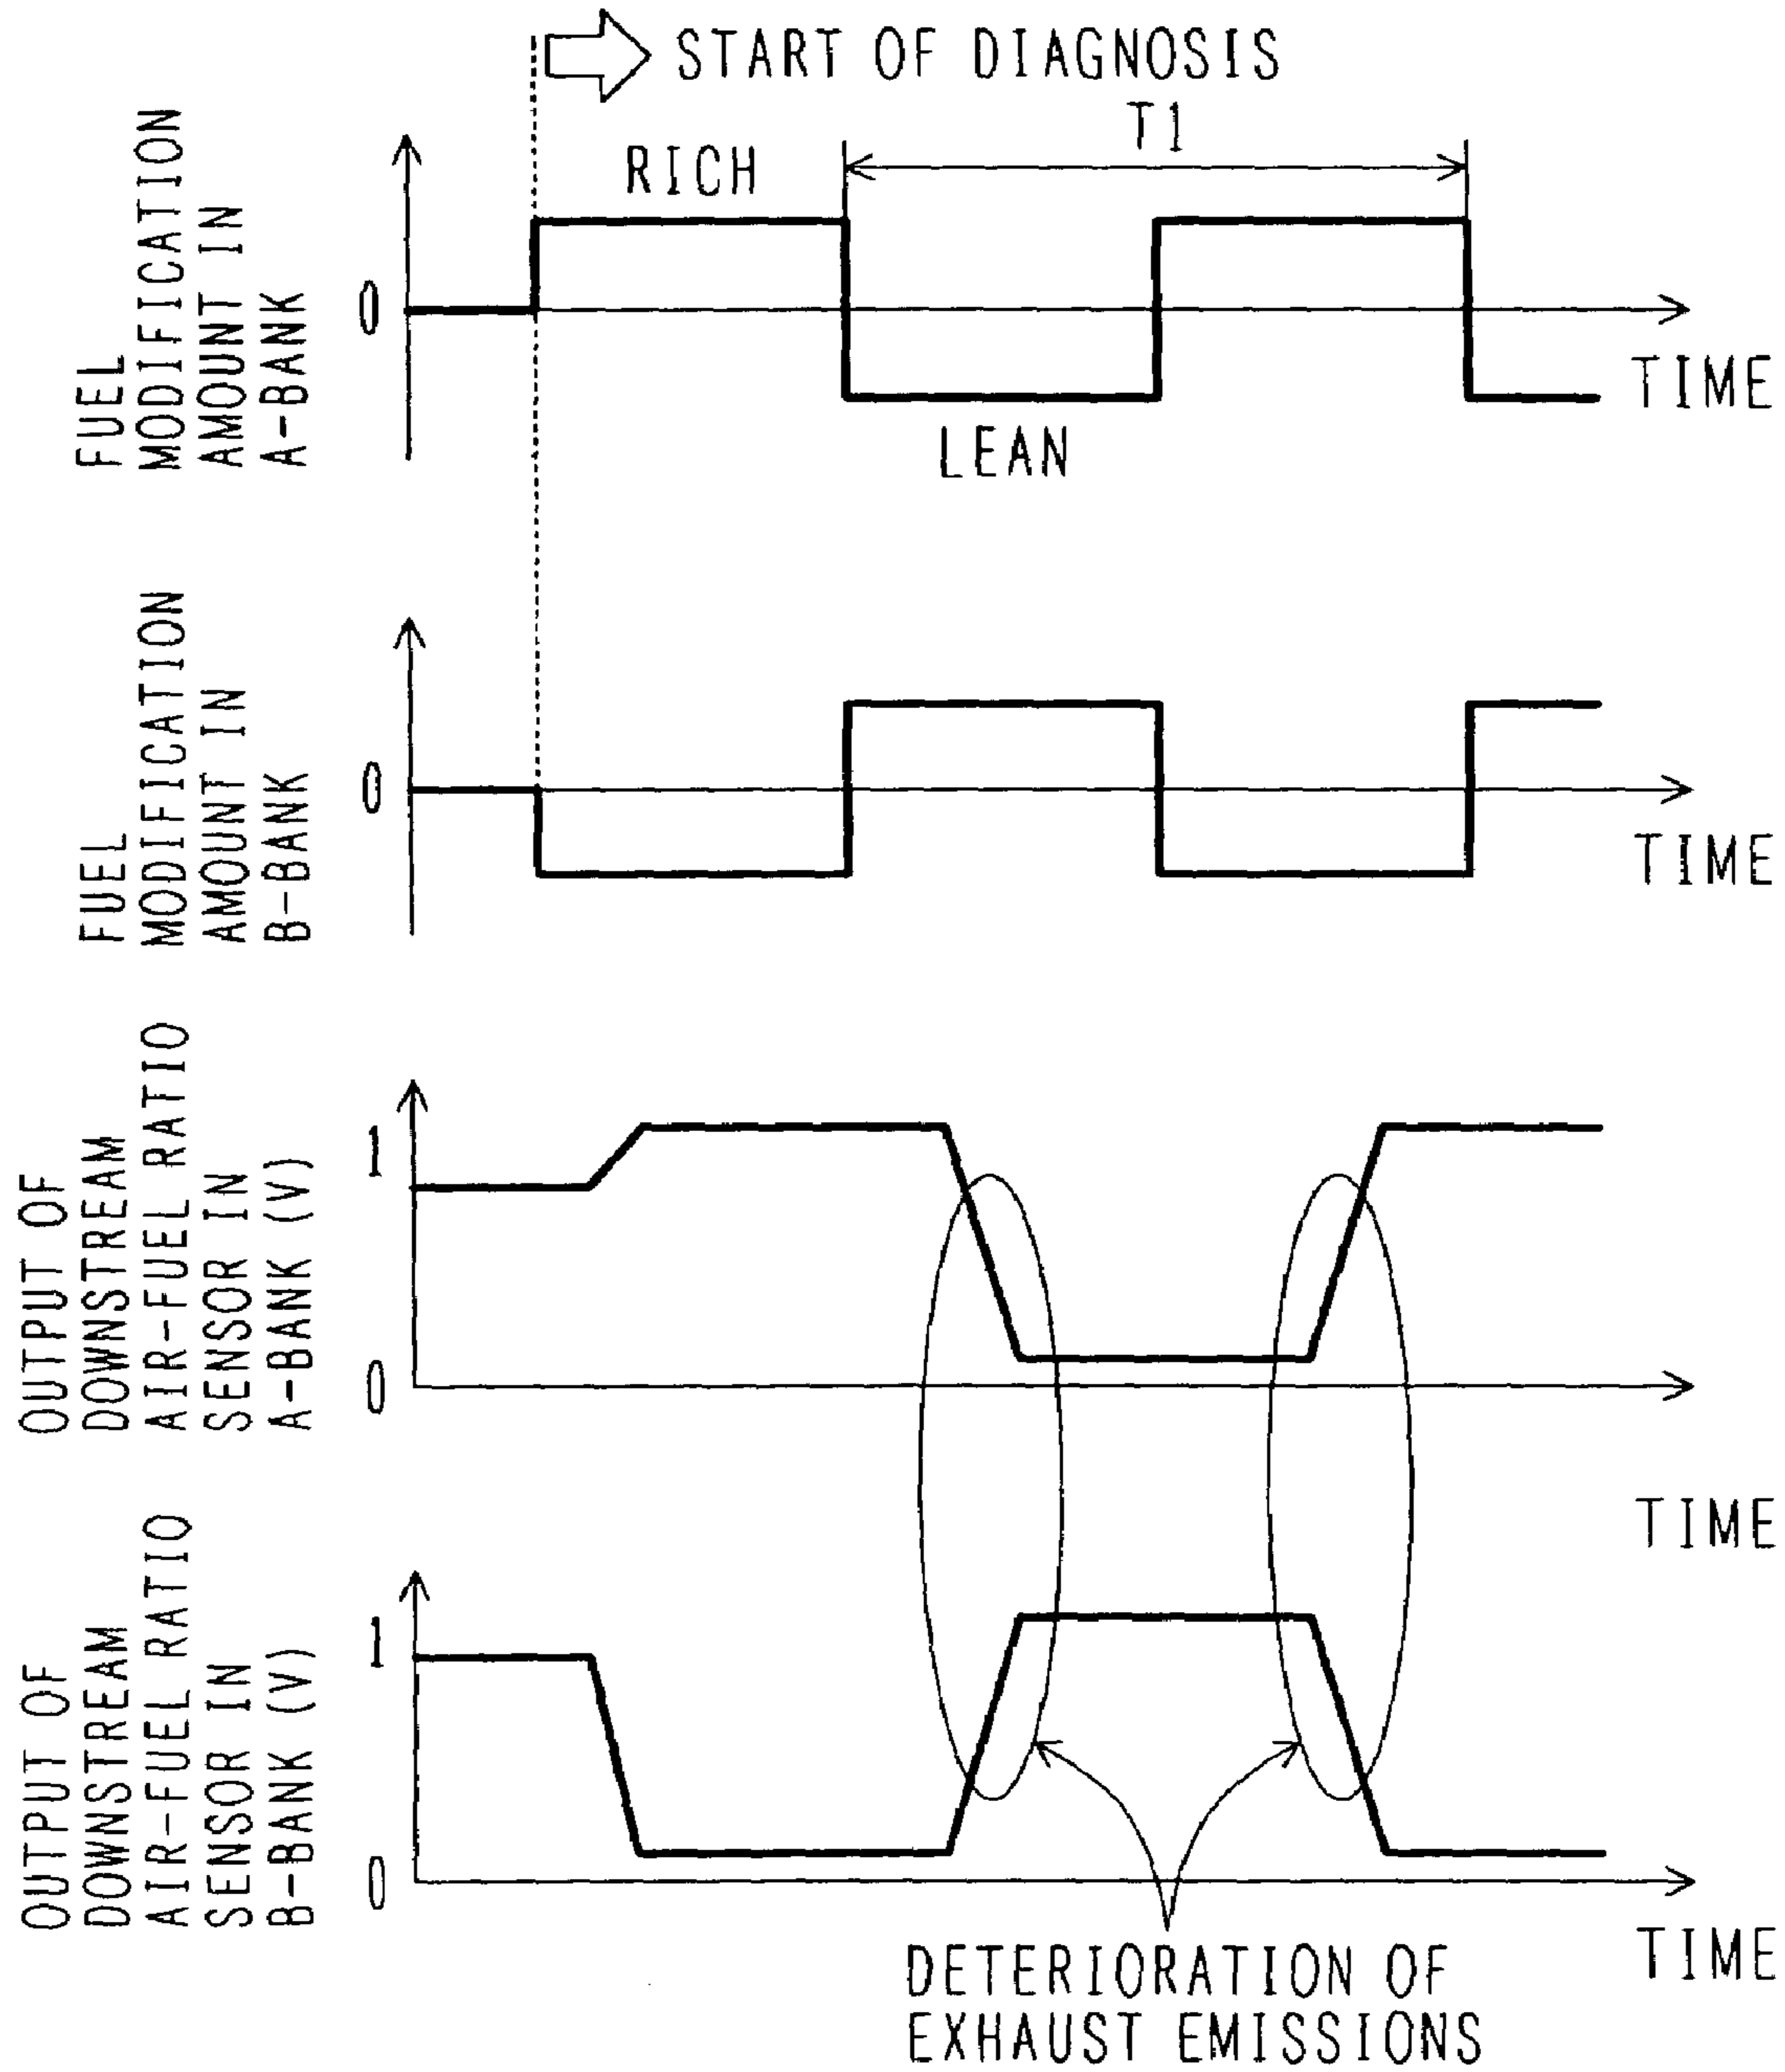 START OF DIAGNOSIS
T1
RICH
FUEL
MODIFICATION
AMOUNT IN
A-BANK
0
TIME
LEAN
FUEL
MODIFICATION
AMOUNT IN
B-BANK
0
TIME
OUTPUT OF
DOWNSTREAM
AIR-FUEL RATIO
SENSOR IN
A-BANK (V)
1
0
TIME
OUTPUT OF
DOWNSTREAM
AIR-FUEL RATIO
SENSOR IN
B-BANK (V)
1
0
TIME
DETERIORATION OF
EXHAUST EMISSIONS